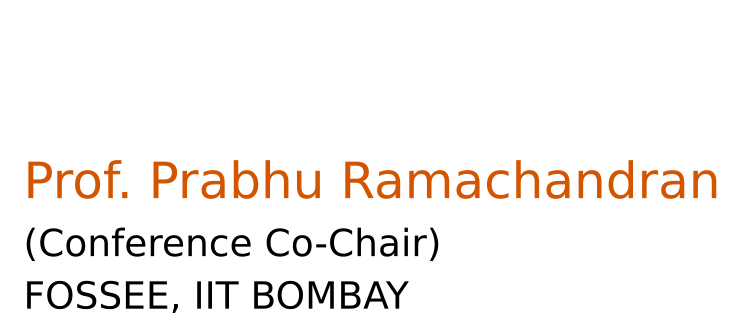 Prof. Prabhu Ramachandran
(Conference Co-Chair)
FOSSEE, IIT BOMBAY